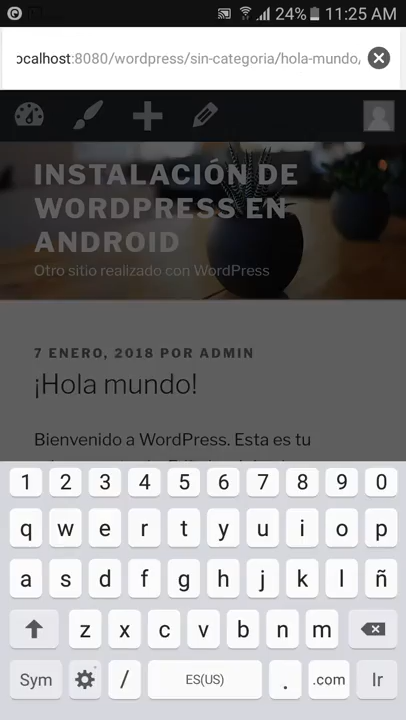 24% 11:25 AM
ocalhost:8080/wordpress/sin-categoria/hola-mundo/
INSTALACIÓN DE
WORDPRESS EN
ANDROID
Otro sitio realizado con WordPress
7 ENERO, 2018 POR ADMIN
¡Hola mundo!
Bienvenido a WordPress. Esta es tu
1 2 3 4 5 6 7 8 9 0
q w e r t y u i o p
a s d f g h j k l ñ
z x c v b n m
Sym / ES(US) . .com Ir